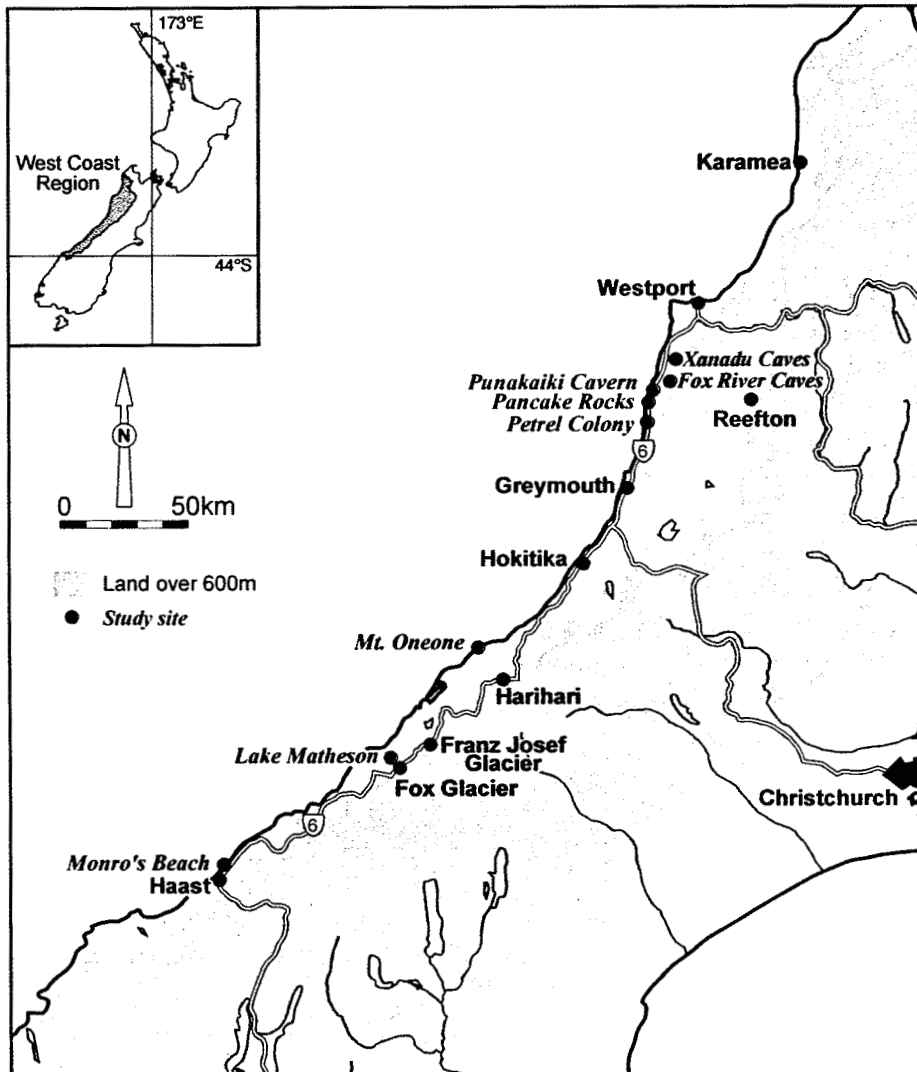 173°E
West Coast
Region
44°S
Karamea
Westport
Xanadu Caves
Punakaiki Cavern
Fox River Caves
Pancake Rocks
Reefton
Petrel Colony
6
N
0 50km
Greymouth
Land over 600m
Study site
Hokitika
Mt. Oneone
Harihari
Franz Josef
Glacier
Lake Matheson
Fox Glacier
Christchurch
6
Monro's Beach
Haast